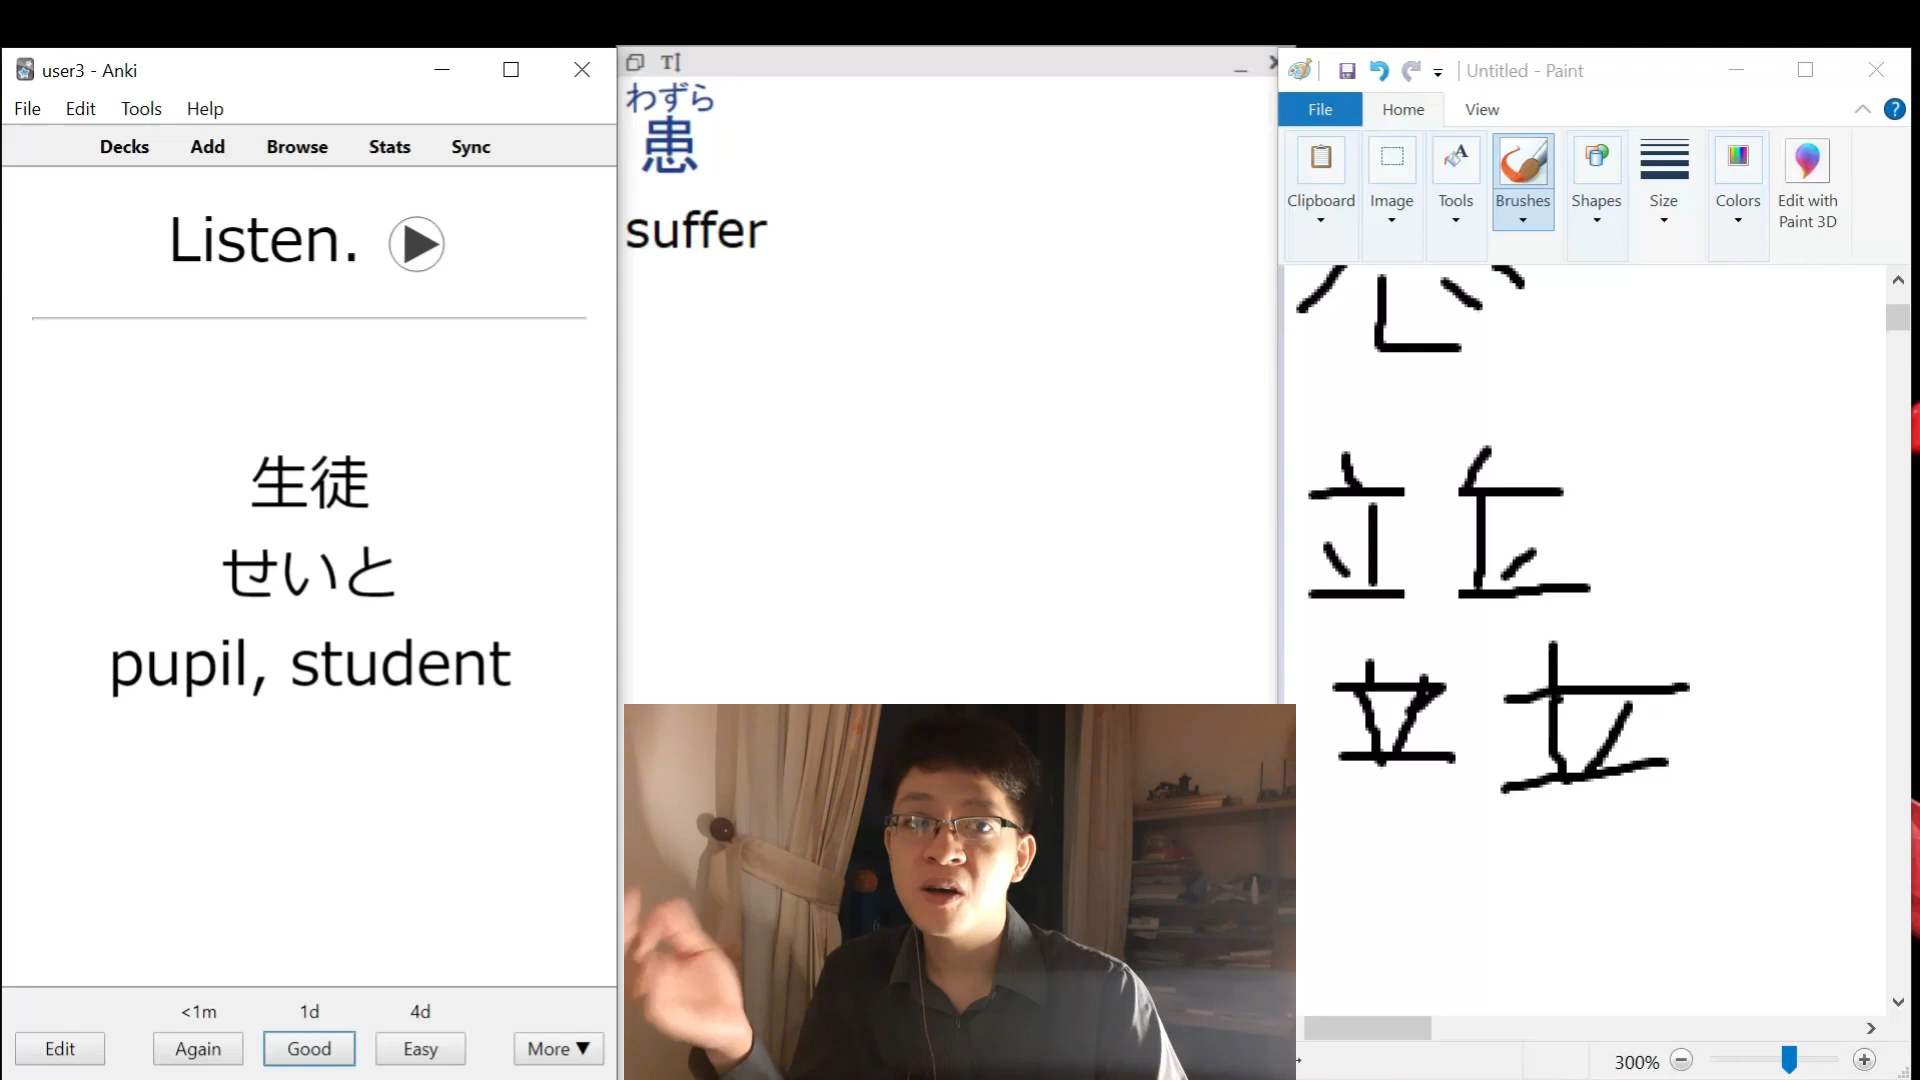 user3 - Anki
File Edit Tools Help
Decks Add Browse Stats Sync
Listen.
生徒
せいと
pupil, student
<1m 1d 4d
Edit Again Good Easy More ▼
わずら
患
suffer
Untitled - Paint
File Home View
Clipboard Image Tools Brushes Shapes Size Colors Edit with Paint 3D
300%